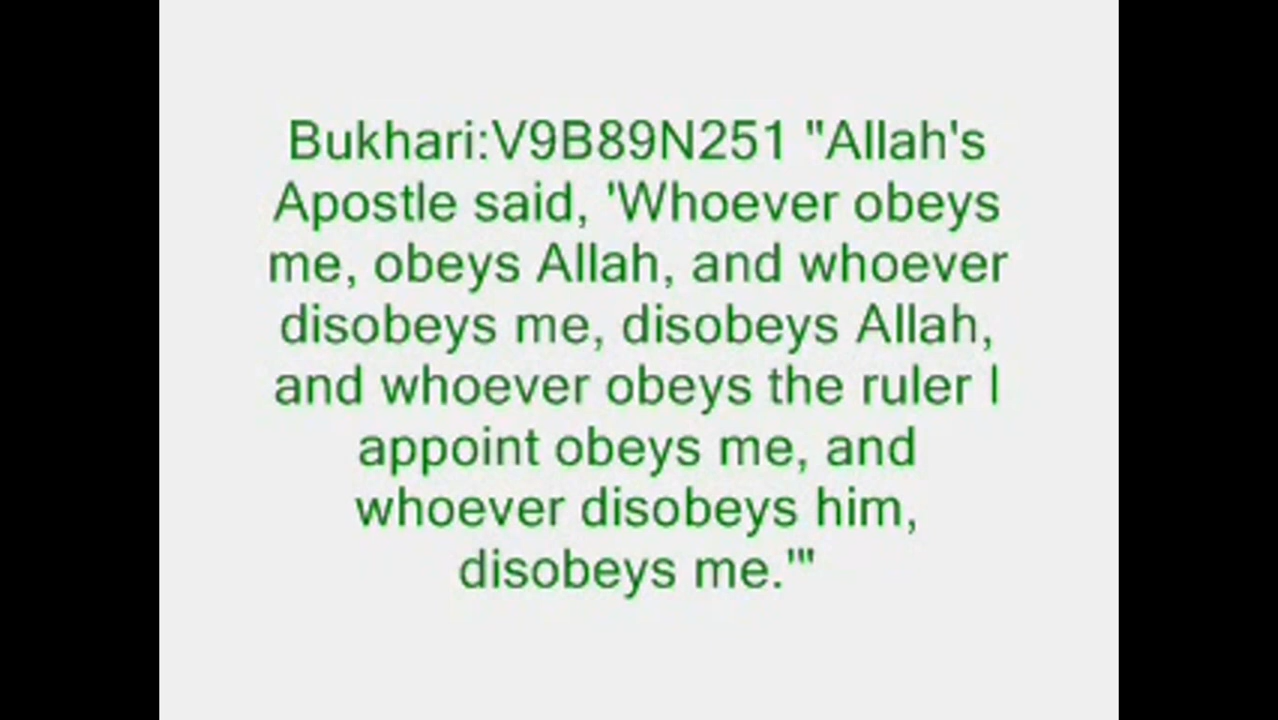 Bukhari:V9B89N251 "Allah's
Apostle said, 'Whoever obeys
me, obeys Allah, and whoever
disobeys me, disobeys Allah,
and whoever obeys the ruler I
appoint obeys me, and
whoever disobeys him,
disobeys me.'"